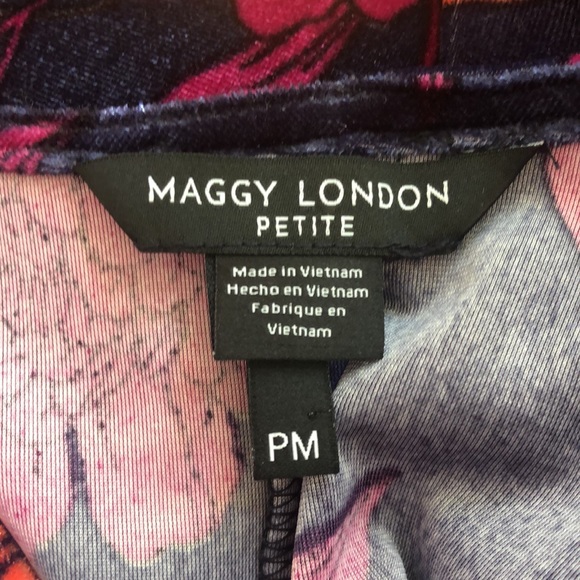 MAGGY LONDON
PETITE
Made in Vietnam
Hecho en Vietnam
Fabrique en
Vietnam
PM